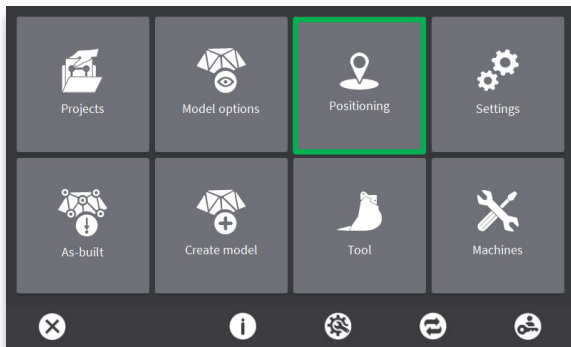 Projects
Model options
Positioning
Settings
As-built
Create model
Tool
Machines